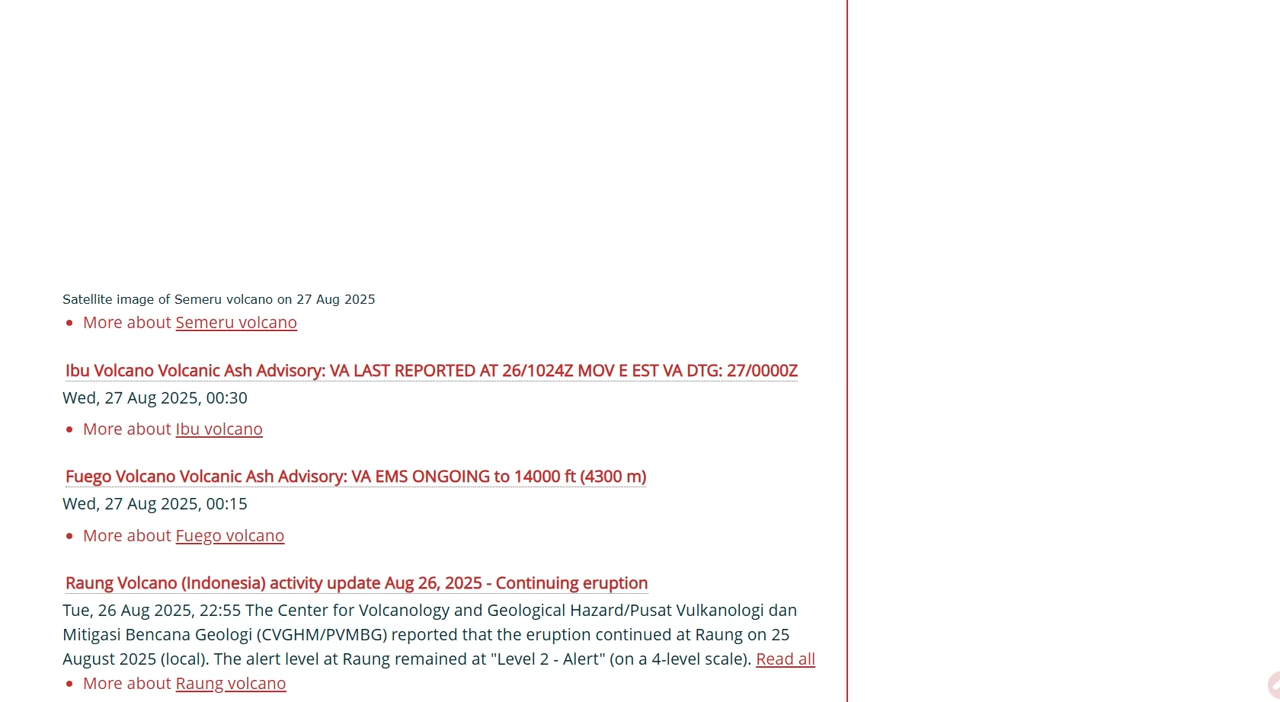 Satellite image of Semeru volcano on 27 Aug 2025
More about Semeru volcano
Ibu Volcano Volcanic Ash Advisory: VA LAST REPORTED AT 26/1024Z MOV E EST VA DTG: 27/0000Z
Wed, 27 Aug 2025, 00:30
More about Ibu volcano
Fuego Volcano Volcanic Ash Advisory: VA EMS ONGOING to 14000 ft (4300 m)
Wed, 27 Aug 2025, 00:15
More about Fuego volcano
Raung Volcano (Indonesia) activity update Aug 26, 2025 - Continuing eruption
Tue, 26 Aug 2025, 22:55 The Center for Volcanology and Geological Hazard/Pusat Vulkanologi dan
Mitigasi Bencana Geologi (CVGHM/PVMBG) reported that the eruption continued at Raung on 25
August 2025 (local). The alert level at Raung remained at "Level 2 - Alert" (on a 4-level scale). Read all
More about Raung volcano